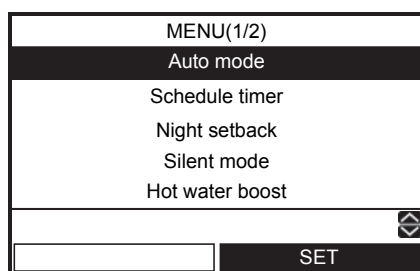 MENU(1/2)
Auto mode
Schedule timer
Night setback
Silent mode
Hot water boost
SET